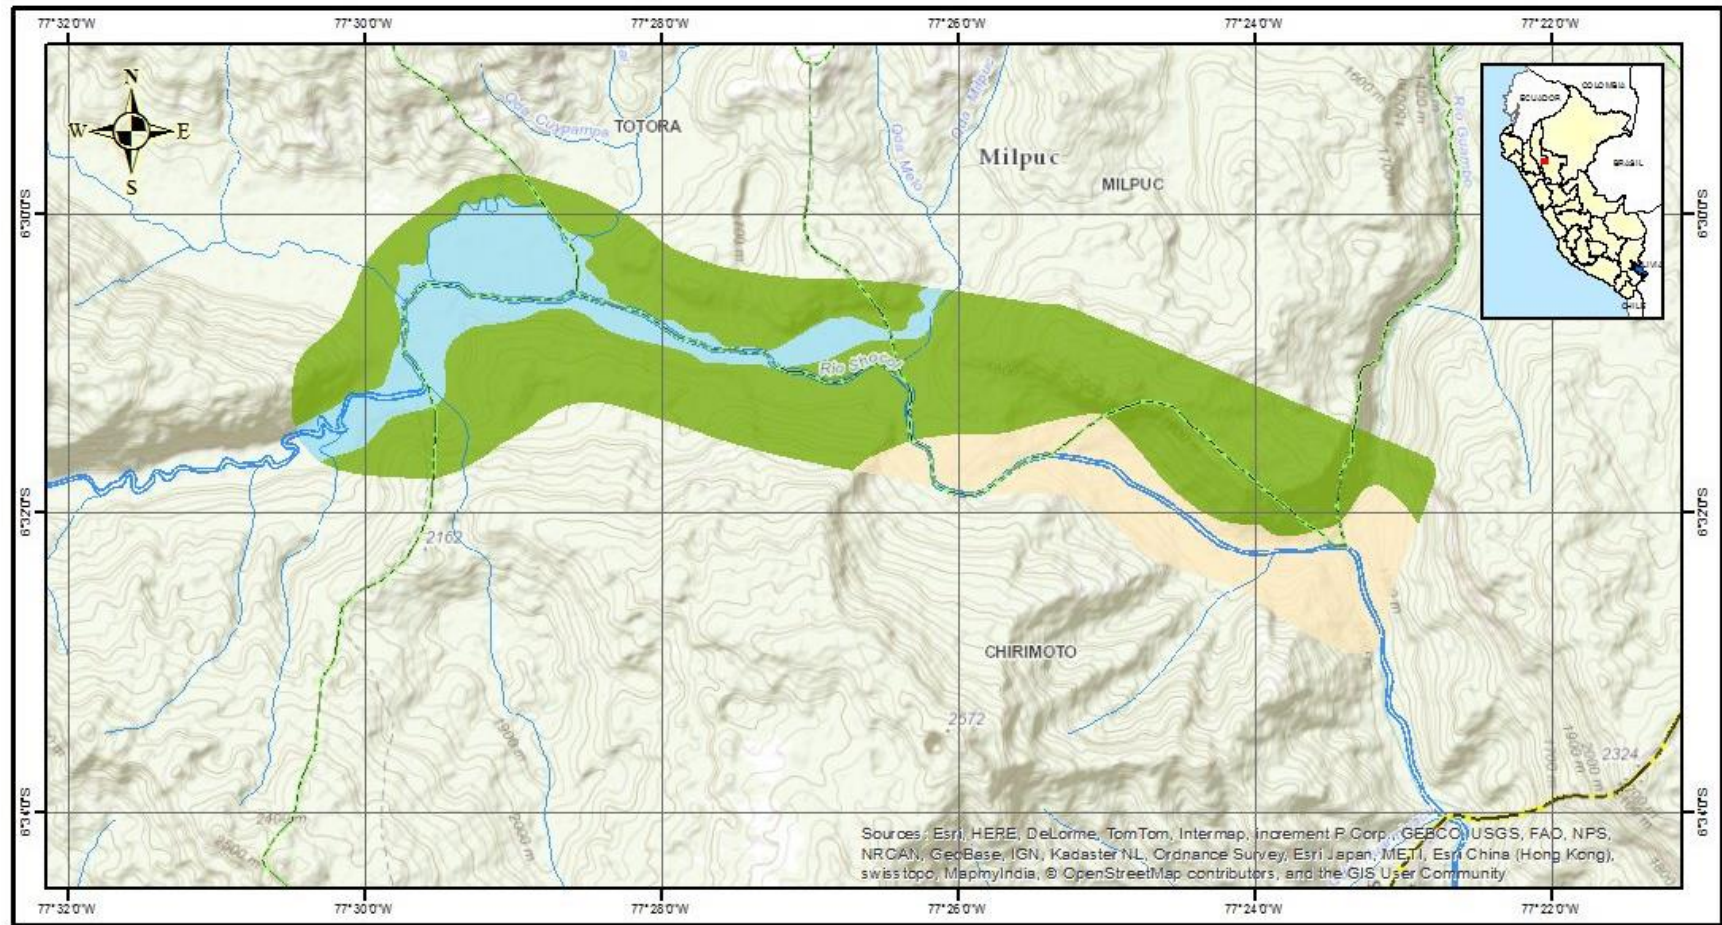 77°32'0"W 77°30'0"W 77°28'0"W 77°26'0"W 77°24'0"W 77°22'0"W
N
W E
S
Qda. Cuypampa
TOTORA
Qda. Melo
Qda. Milpuc
Milpuc
MILPUC
1600 m
1700 m
ECUADOR
COLOMBIA
BRASIL
CHILE
6°30'0"S 6°30'0"S
Río Shocol
6°32'0"S 6°32'0"S
2162
CHIRIMOTO
2572
1900 m
2000 m
2324
1900 m
6°34'0"S 6°34'0"S
Sources: Esri, HERE, DeLorme, TomTom, Intermap, increment P Corp., GEBCO, USGS, FAO, NPS,
NRCAN, GeoBase, IGN, Kadaster NL, Ordnance Survey, Esri Japan, METI, Esri China (Hong Kong),
swisstopo, MapmyIndia, © OpenStreetMap contributors, and the GIS User Community
77°32'0"W 77°30'0"W 77°28'0"W 77°26'0"W 77°24'0"W 77°22'0"W